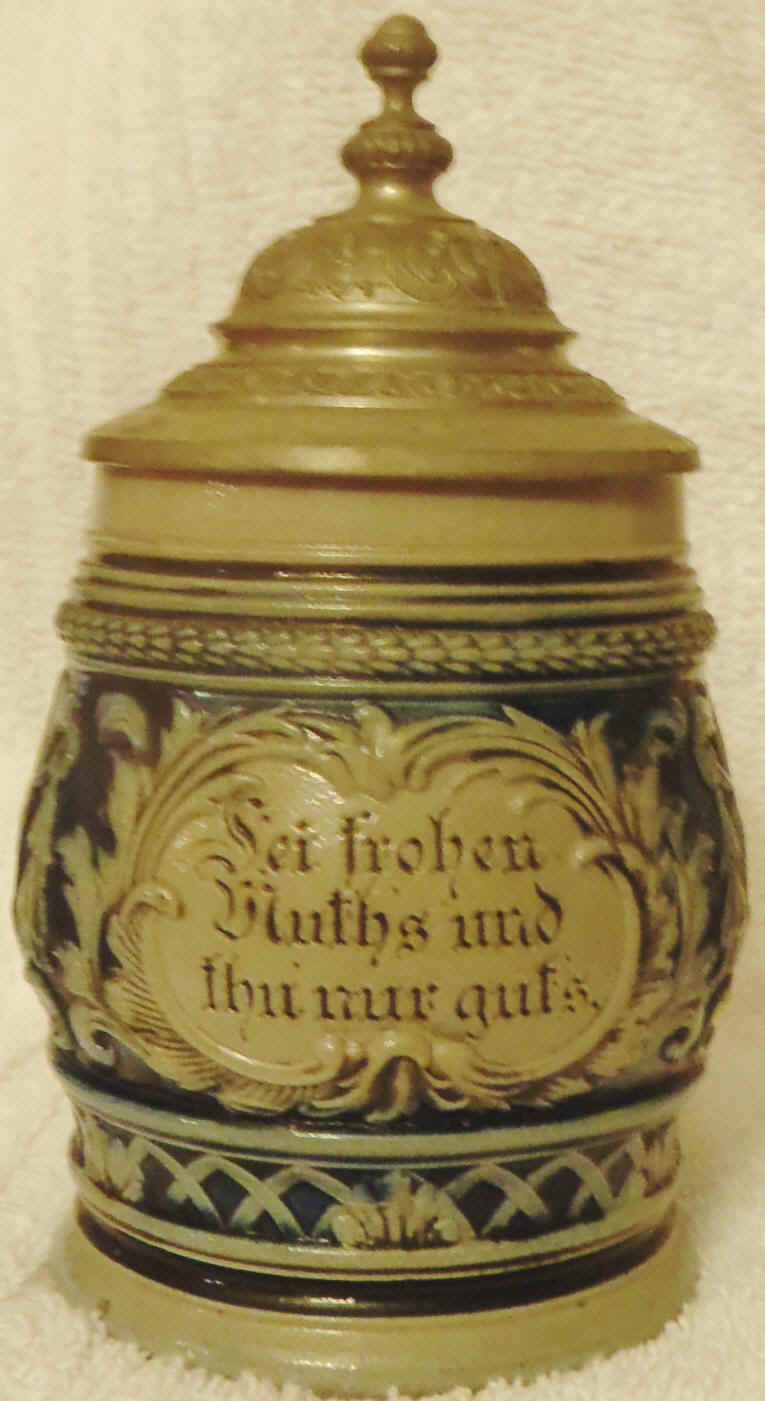 Sei frohen
Muths und
thu nur guts.